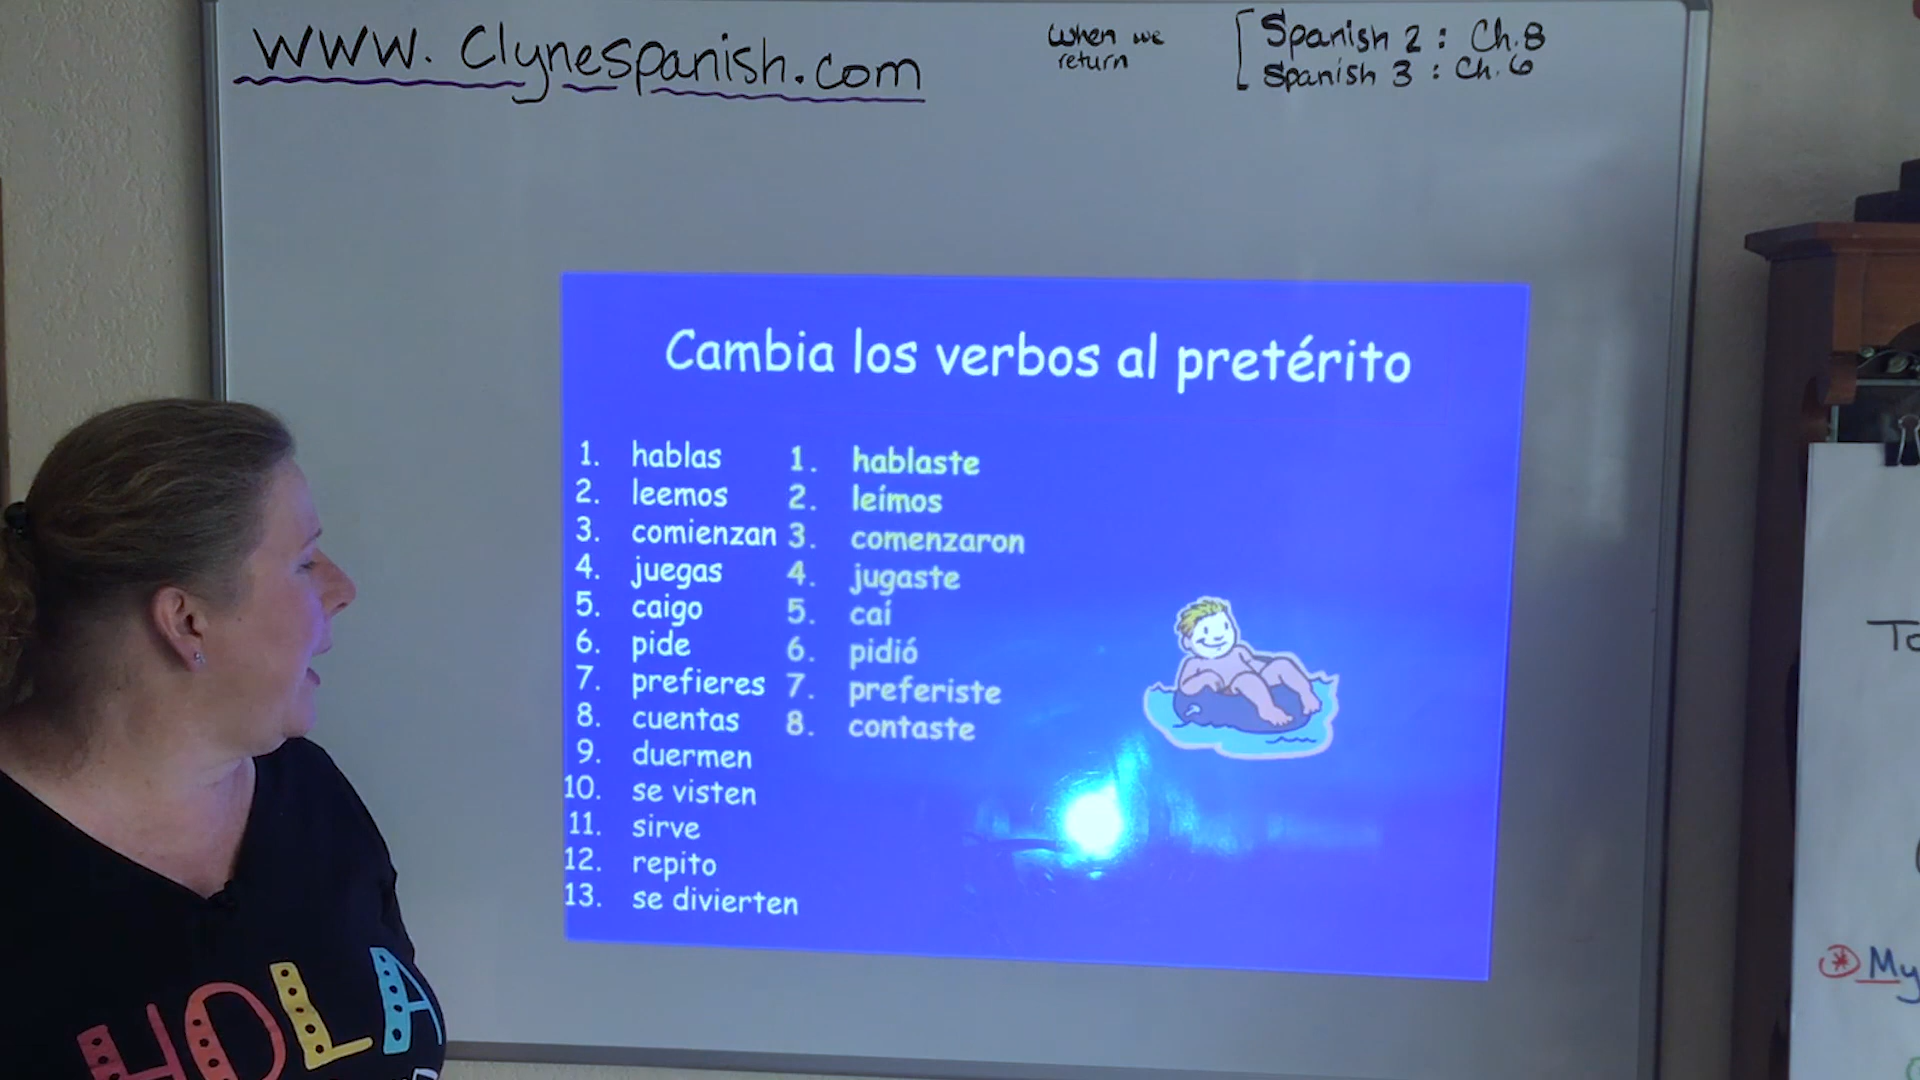 www.Clynespanish.com
when we return
Spanish 2 : Ch.8
Spanish 3 : Ch.6
Cambia los verbos al pretérito
1. hablas 1. hablaste
2. leemos 2. leímos
3. comienzan 3. comenzaron
4. juegas 4. jugaste
5. caigo 5. caí
6. pide 6. pidió
7. prefieres 7. preferiste
8. cuentas 8. contaste
9. duermen
10. se visten
11. sirve
12. repito
13. se divierten
HOLA
My